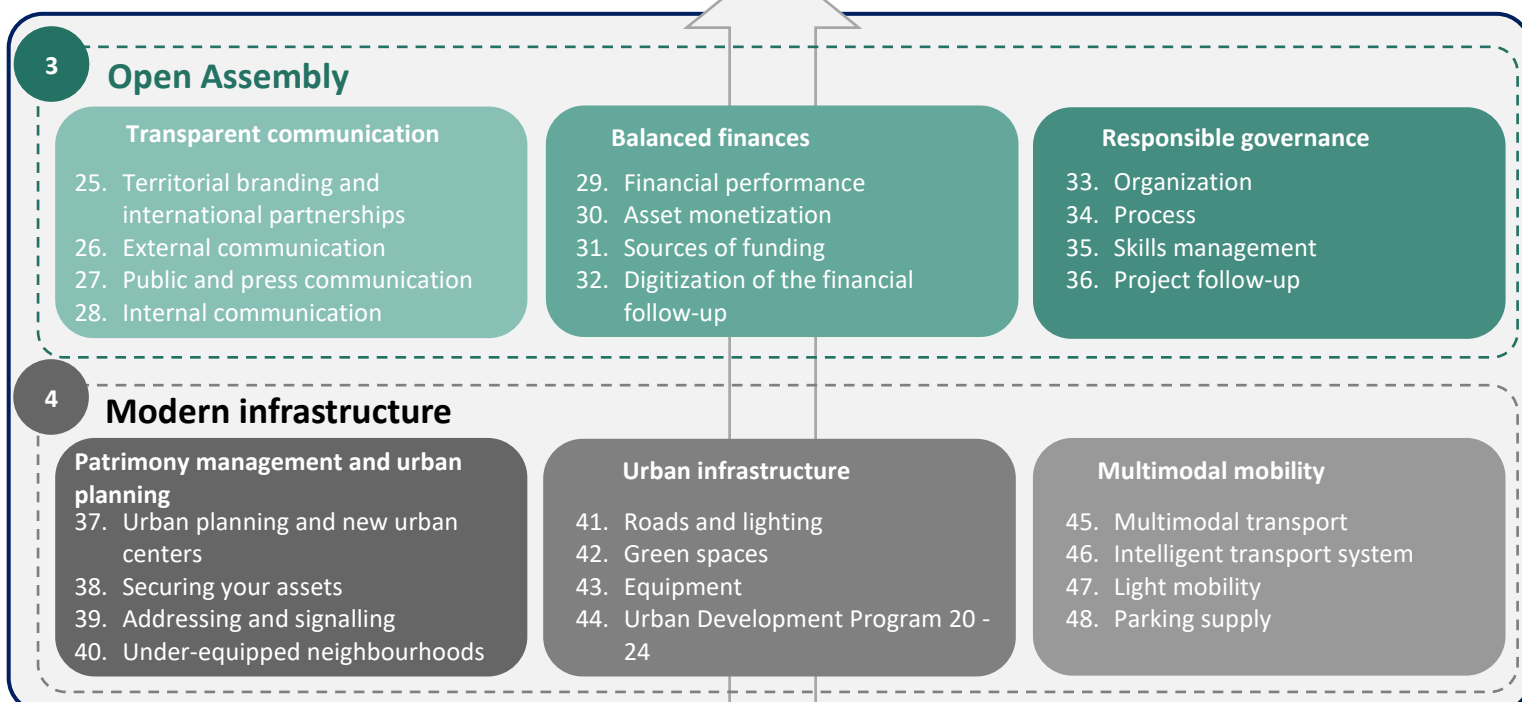 3
Open Assembly
Transparent communication
25. Territorial branding and
international partnerships
26. External communication
27. Public and press communication
28. Internal communication
Balanced finances
29. Financial performance
30. Asset monetization
31. Sources of funding
32. Digitization of the financial
follow-up
Responsible governance
33. Organization
34. Process
35. Skills management
36. Project follow-up
4
Modern infrastructure
Patrimony management and urban
planning
37. Urban planning and new urban
centers
38. Securing your assets
39. Addressing and signalling
40. Under-equipped neighbourhoods
Urban infrastructure
41. Roads and lighting
42. Green spaces
43. Equipment
44. Urban Development Program 20 -
24
Multimodal mobility
45. Multimodal transport
46. Intelligent transport system
47. Light mobility
48. Parking supply